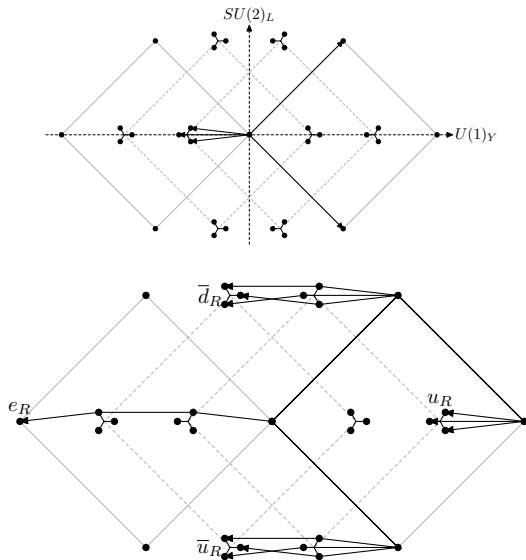 $SU(2)_L$
$U(1)_Y$
$\overline{d}_R$
$e_R$
$u_R$
$\overline{u}_R$